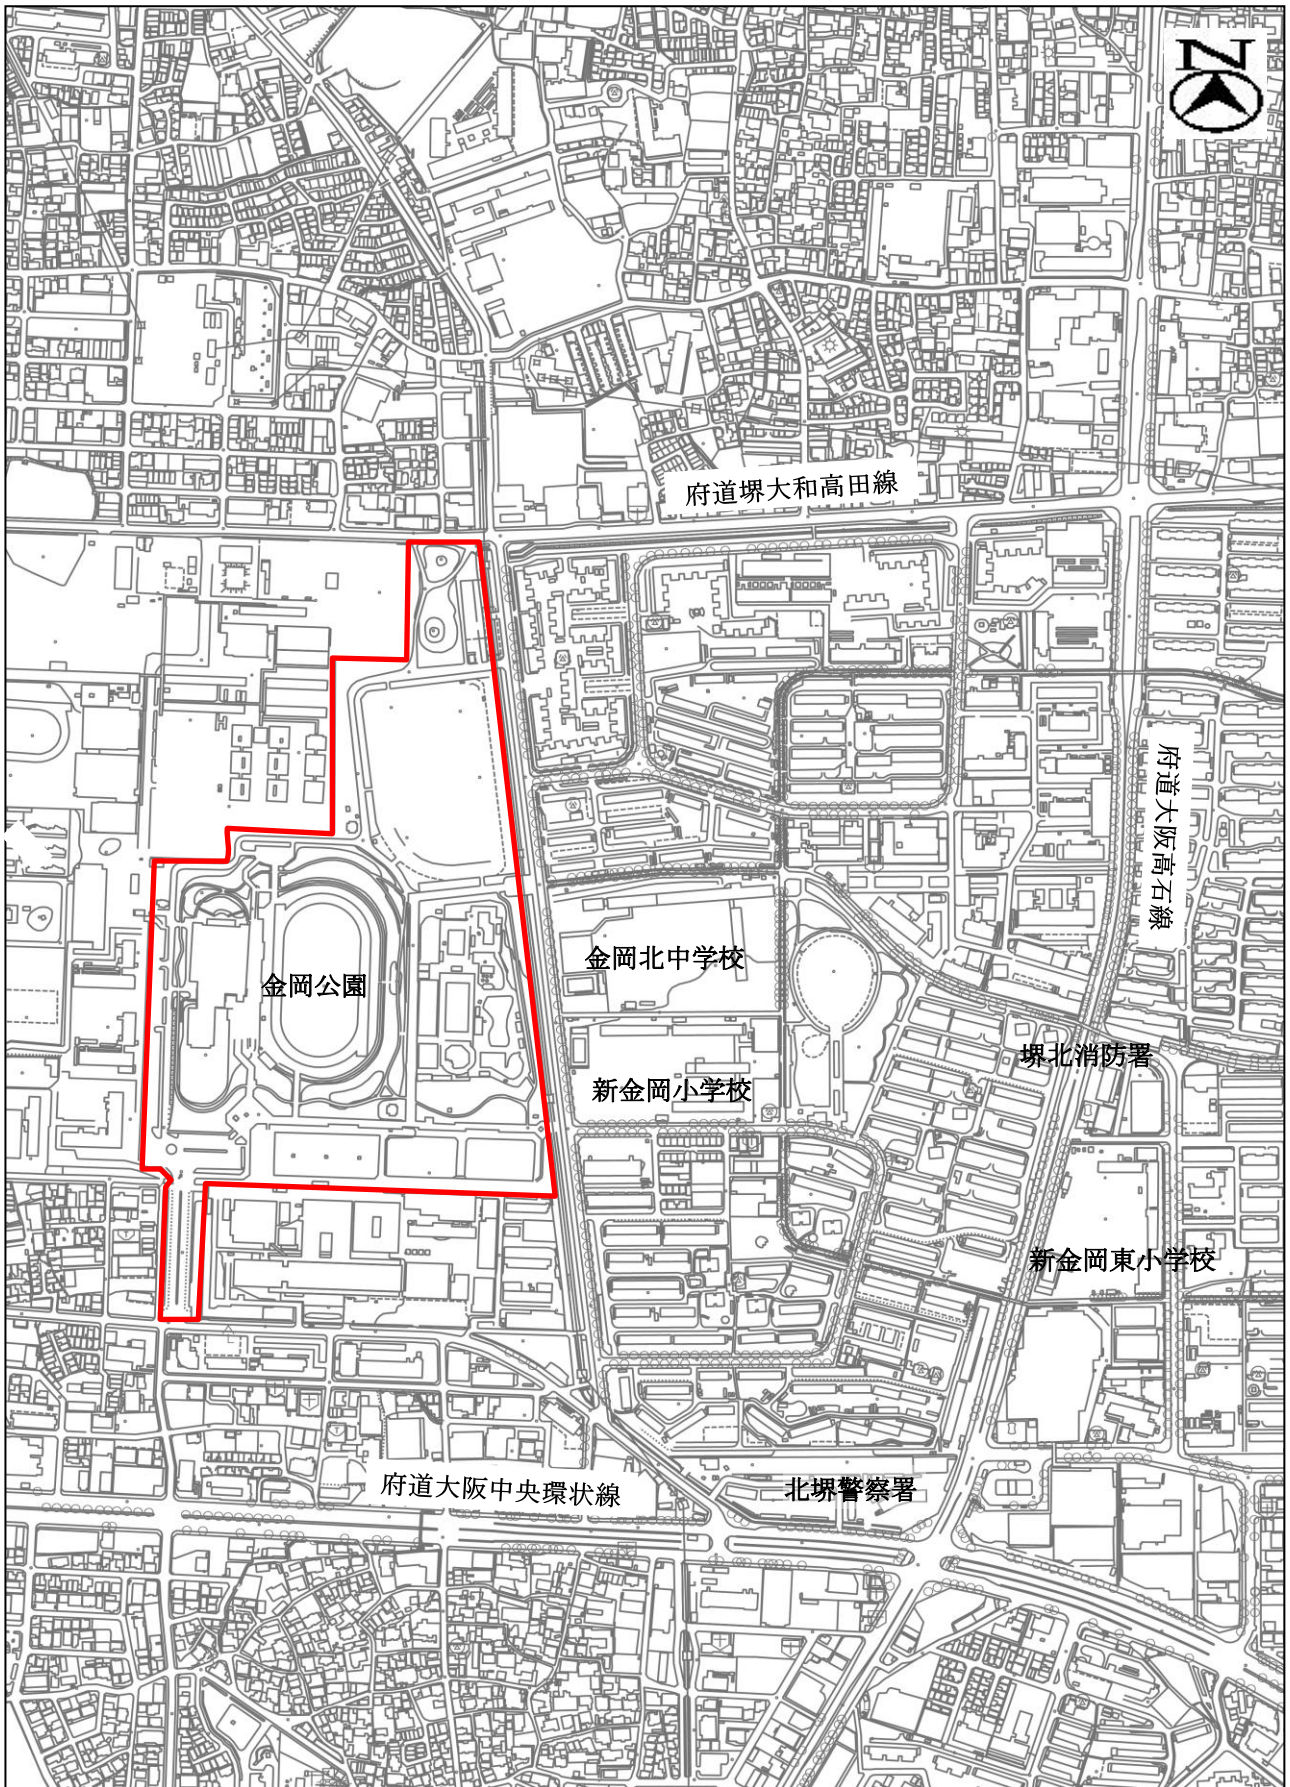 N
府道堺大和高田線
府道大阪高石線
金岡北中学校
金岡公園
堺北消防署
新金岡小学校
新金岡東小学校
府道大阪中央環状線
北堺警察署